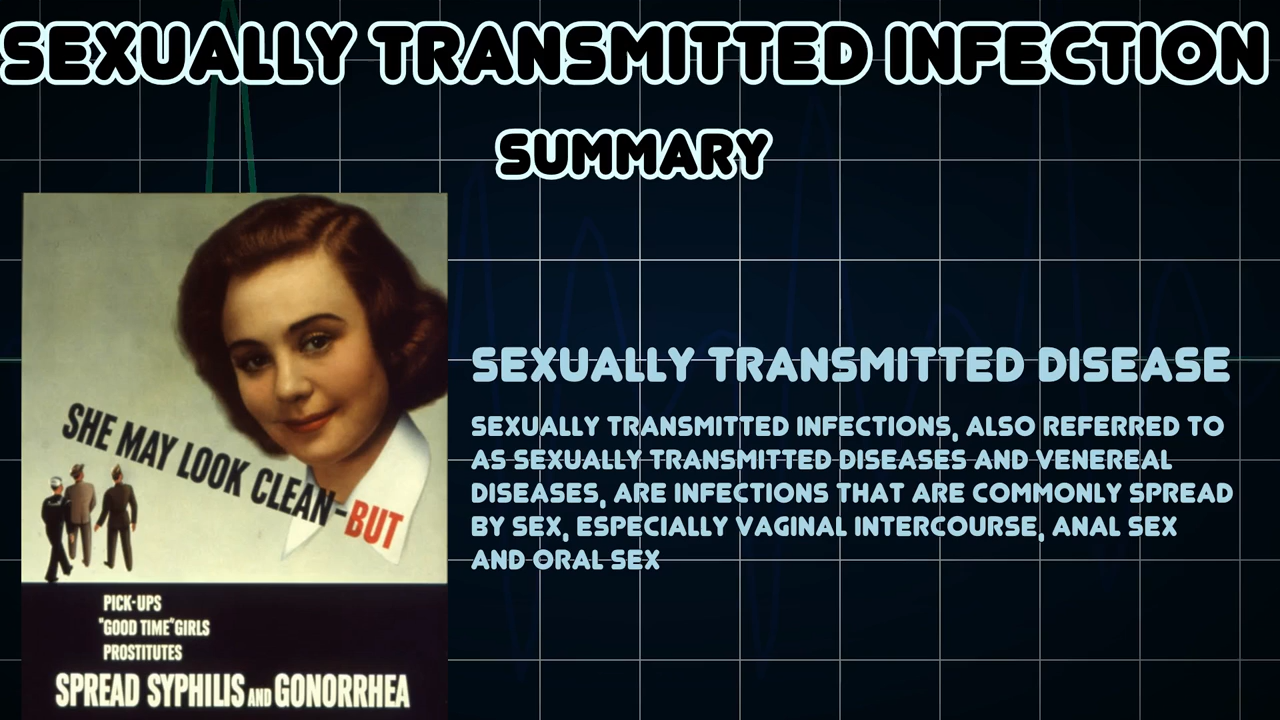 SEXUALLY TRANSMITTED INFECTION
SUMMARY
SHE MAY LOOK CLEAN-BUT
PICK-UPS
"GOOD TIME" GIRLS
PROSTITUTES
SPREAD SYPHILIS AND GONORRHEA
SEXUALLY TRANSMITTED DISEASE
SEXUALLY TRANSMITTED INFECTIONS, ALSO REFERRED TO
AS SEXUALLY TRANSMITTED DISEASES AND VENEREAL
DISEASES, ARE INFECTIONS THAT ARE COMMONLY SPREAD
BY SEX, ESPECIALLY VAGINAL INTERCOURSE, ANAL SEX
AND ORAL SEX